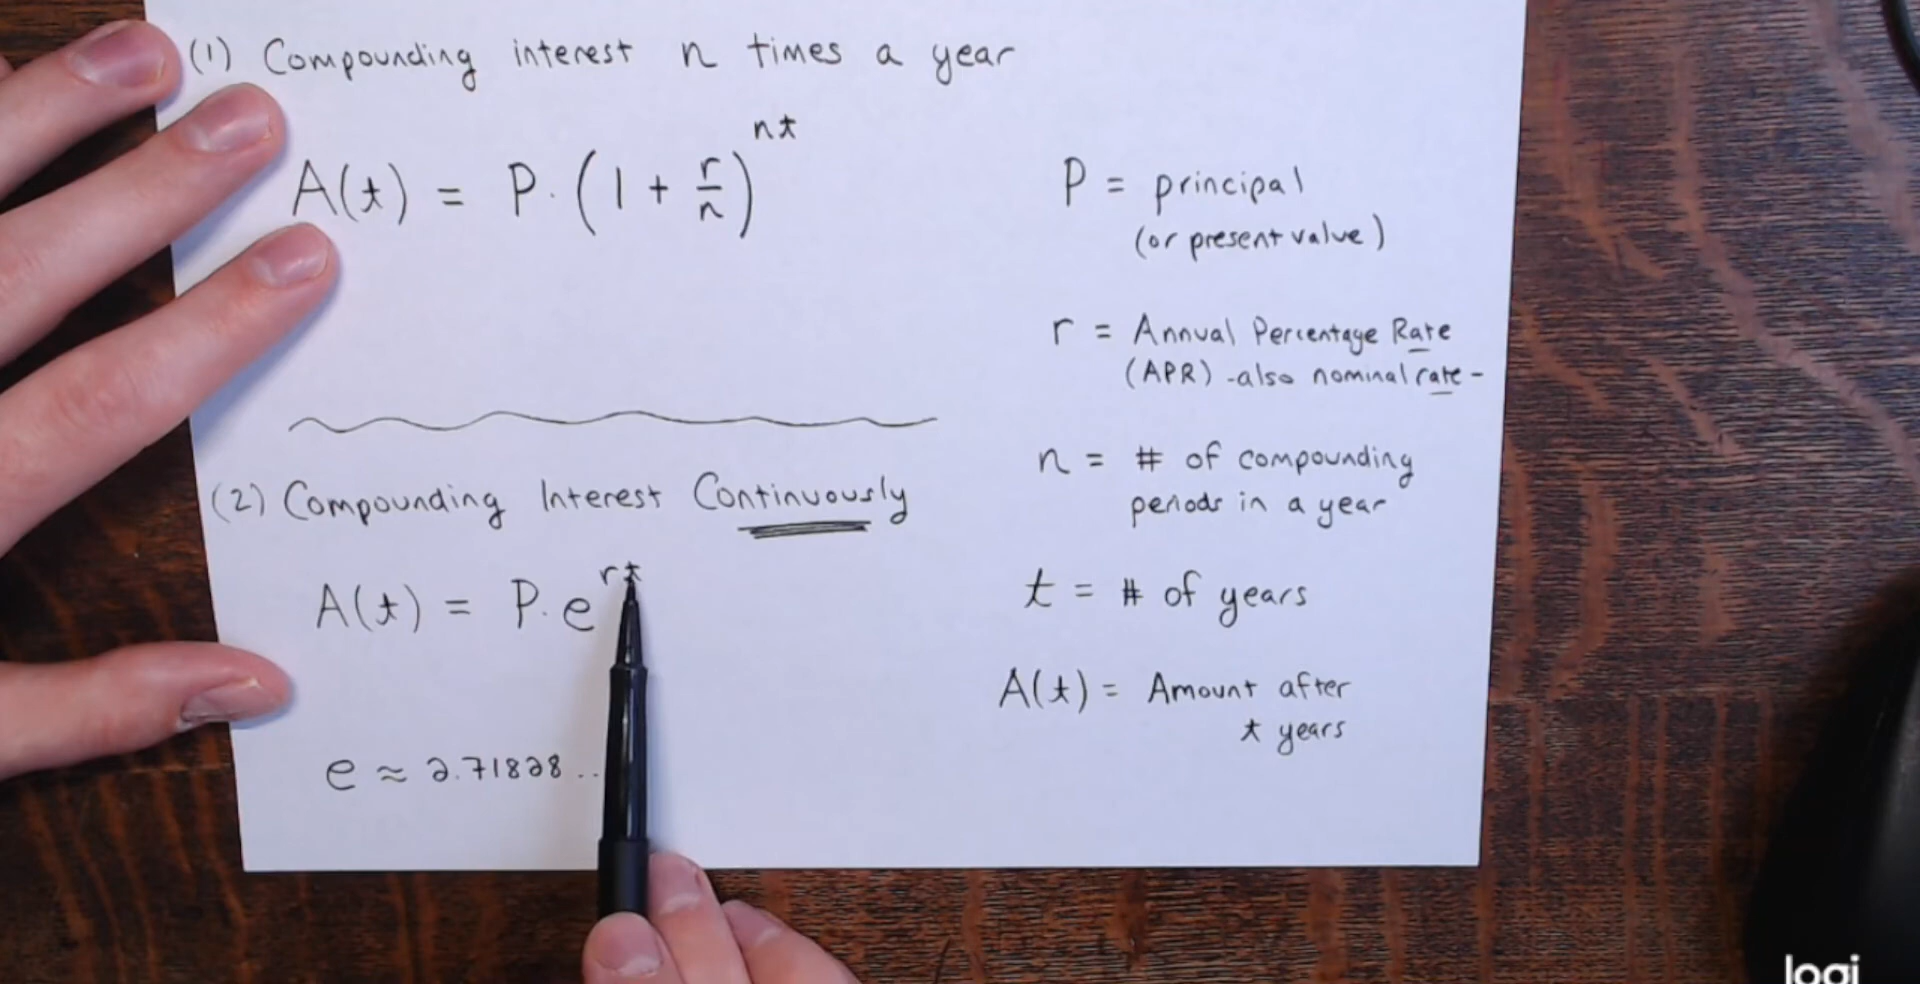 (1) Compounding interest n times a year
A(t) = P · (1 + r/n)^nt
(2) Compounding Interest Continuously
A(t) = P · e^rt
e ≈ 2.71828 ..
P = principal
(or present value)
r = Annual Percentage Rate
(APR) - also nominal rate -
n = # of compounding
periods in a year
t = # of years
A(t) = Amount after
t years
logi